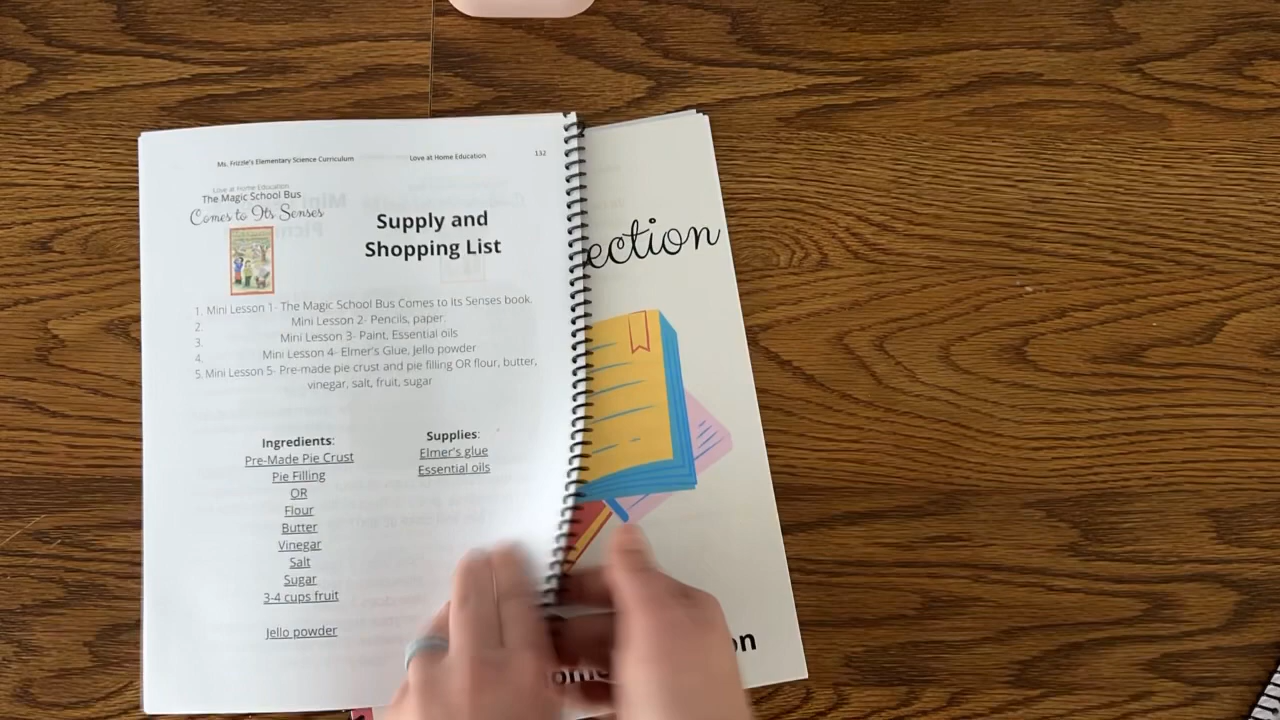 Ms. Frizzle's Elementary Science Curriculum Love at Home Education 132
Love at Home Education
The Magic School Bus
Comes to Its Senses
Supply and
Shopping List
1. Mini Lesson 1- The Magic School Bus Comes to Its Senses book.
2. Mini Lesson 2- Pencils, paper.
3. Mini Lesson 3- Paint, Essential oils
4. Mini Lesson 4- Elmer's Glue, Jello powder
5. Mini Lesson 5- Pre-made pie crust and pie filling OR flour, butter,
vinegar, salt, fruit, sugar
Ingredients:
Pre-Made Pie Crust
Pie Filling
OR
Flour
Butter
Vinegar
Salt
Sugar
3-4 cups fruit
Jello powder
Supplies:
Elmer's glue
Essential oils
ection
on